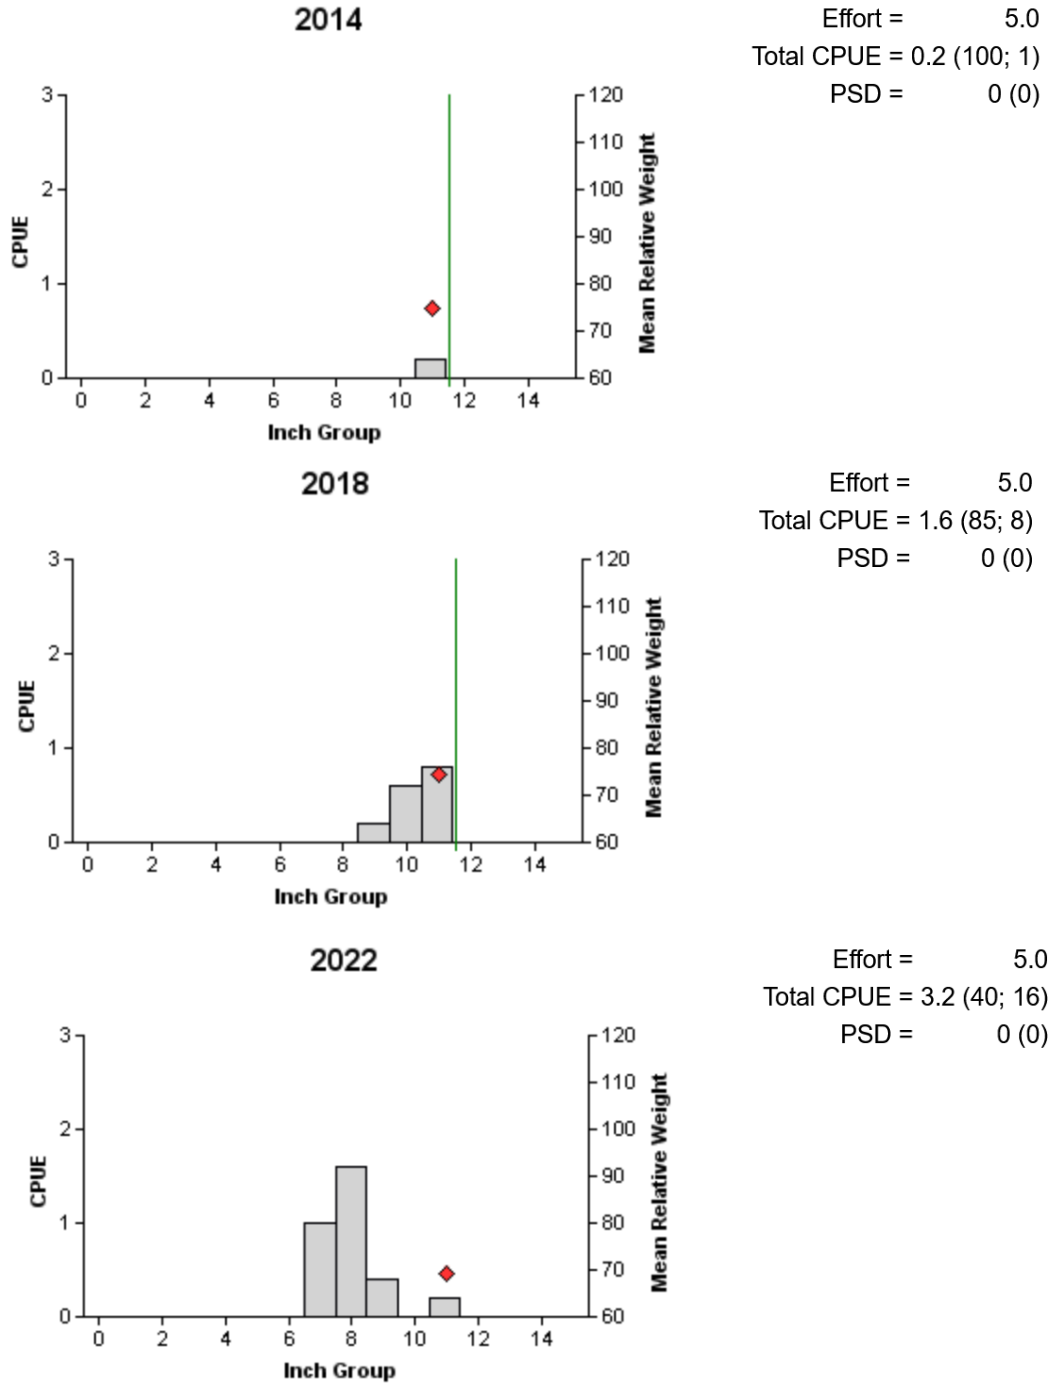 2014
Effort = 5.0
Total CPUE = 0.2 (100; 1)
PSD = 0 (0)
3
2
1
0
CPUE
120
110
100
90
80
70
60
Mean Relative Weight
0 2 4 6 8 10 12 14
Inch Group
2018
Effort = 5.0
Total CPUE = 1.6 (85; 8)
PSD = 0 (0)
3
2
1
0
CPUE
120
110
100
90
80
70
60
Mean Relative Weight
0 2 4 6 8 10 12 14
Inch Group
2022
Effort = 5.0
Total CPUE = 3.2 (40; 16)
PSD = 0 (0)
3
2
1
0
CPUE
120
110
100
90
80
70
60
Mean Relative Weight
0 2 4 6 8 10 12 14
Inch Group